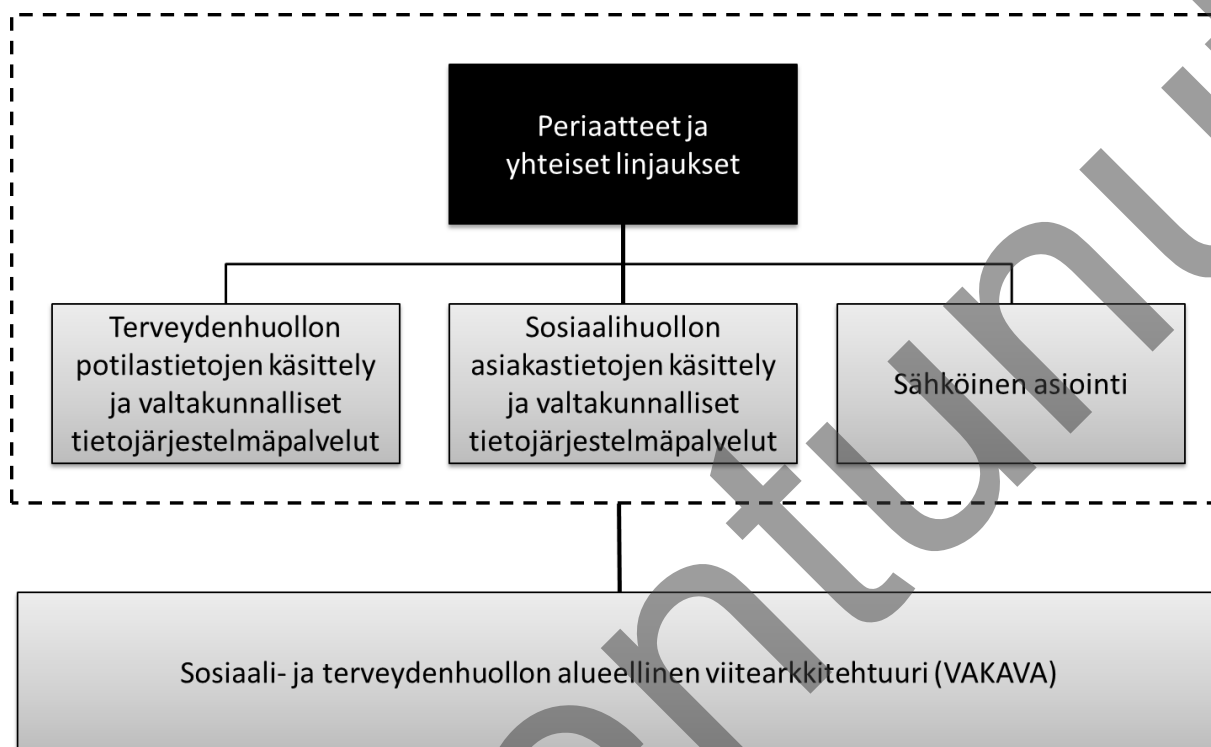 Periaatteet ja
yhteiset linjaukset
Terveydenhuollon
potilastietojen käsittely
ja valtakunnalliset
tietojärjestelmäpalvelut
Sosiaalihuollon
asiakastietojen käsittely
ja valtakunnalliset
tietojärjestelmäpalvelut
Sähköinen asiointi
Sosiaali- ja terveydenhuollon alueellinen viitearkkitehtuuri (VAKAVA)